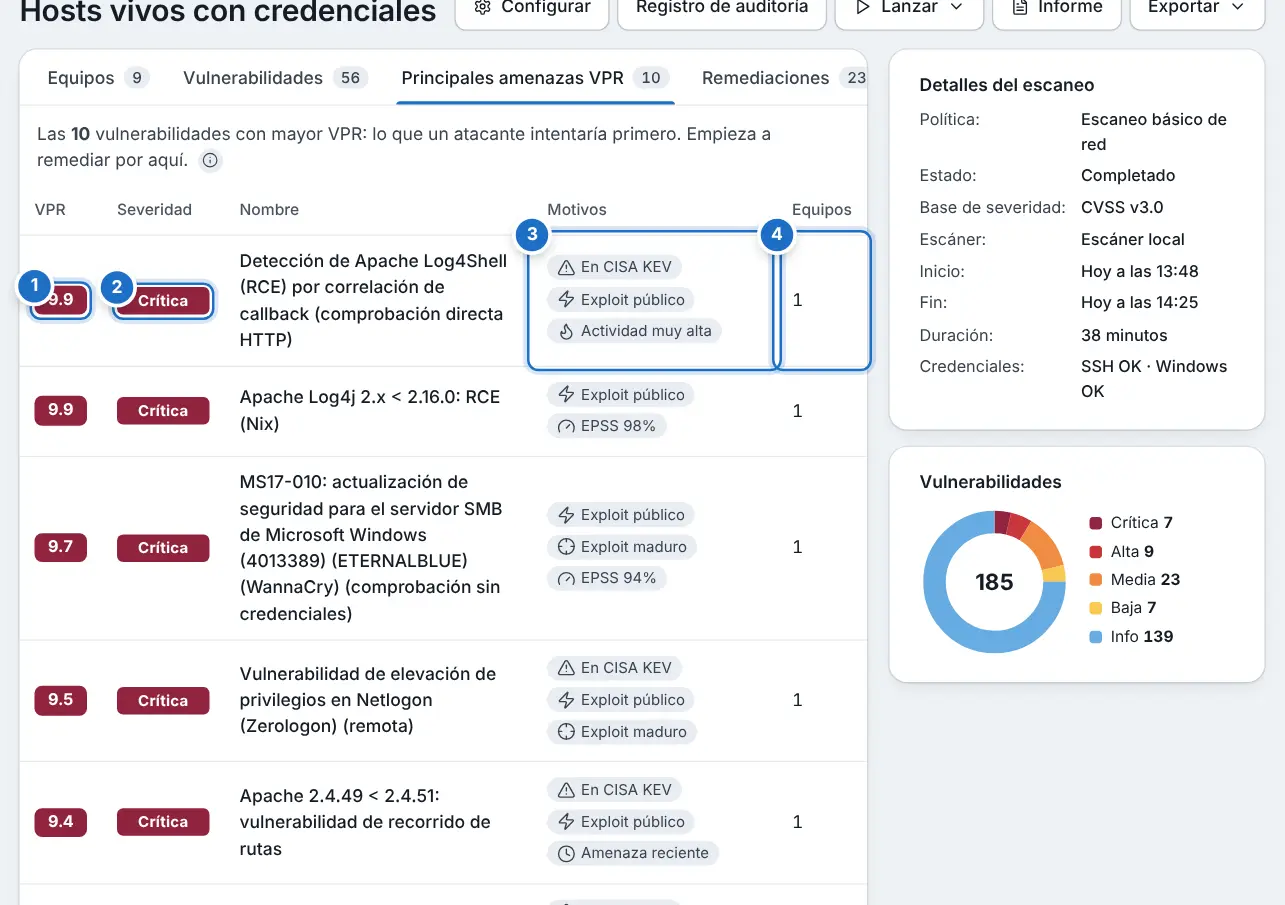 Hosts vivos con credenciales
Configurar
Registro de auditoría
Lanzar
Informe
Exportar
Equipos 9
Vulnerabilidades 56
Principales amenazas VPR 10
Remediaciones 23
Las 10 vulnerabilidades con mayor VPR: lo que un atacante intentaría primero. Empieza a
remediar por aquí.
VPR Severidad Nombre Motivos Equipos
1 2 3 4
9.9 Crítica
Detección de Apache Log4Shell
(RCE) por correlación de
callback (comprobación directa
HTTP)
En CISA KEV
Exploit público
Actividad muy alta
1
9.9 Crítica
Apache Log4j 2.x < 2.16.0: RCE
(Nix)
Exploit público
EPSS 98%
1
9.7 Crítica
MS17-010: actualización de
seguridad para el servidor SMB
de Microsoft Windows
(4013389) (ETERNALBLUE)
(WannaCry) (comprobación sin
credenciales)
Exploit público
Exploit maduro
EPSS 94%
1
9.5 Crítica
Vulnerabilidad de elevación de
privilegios en Netlogon
(Zerologon) (remota)
En CISA KEV
Exploit público
Exploit maduro
1
9.4 Crítica
Apache 2.4.49 < 2.4.51:
vulnerabilidad de recorrido de
rutas
En CISA KEV
Exploit público
Amenaza reciente
1
Detalles del escaneo
Política: Escaneo básico de
red
Estado: Completado
Base de severidad: CVSS v3.0
Escáner: Escáner local
Inicio: Hoy a las 13:48
Fin: Hoy a las 14:25
Duración: 38 minutos
Credenciales: SSH OK · Windows
OK
Vulnerabilidades
185
Crítica 7
Alta 9
Media 23
Baja 7
Info 139